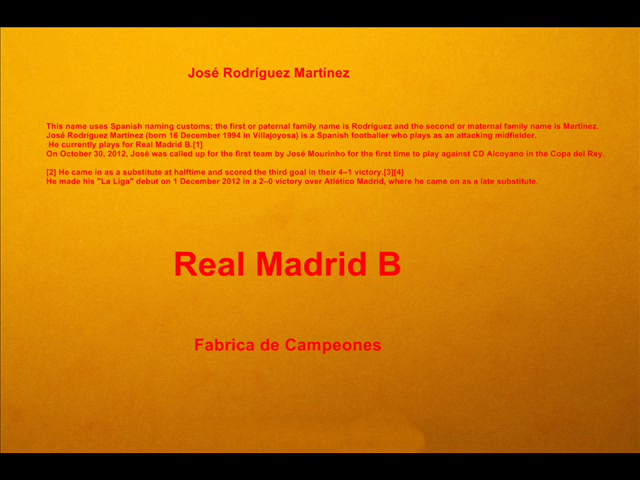 José Rodríguez Martínez
This name uses Spanish naming customs; the first or paternal family name is Rodríguez and the second or maternal family name is Martínez.
José Rodríguez Martínez (born 16 December 1994 in Villajoyosa) is a Spanish footballer who plays as an attacking midfielder.
He currently plays for Real Madrid B.[1]
On October 30, 2012, José was called up for the first team by José Mourinho for the first time to play against CD Alcoyano in the Copa del Rey.
[2] He came in as a substitute at halftime and scored the third goal in their 4–1 victory.[3][4]
He made his "La Liga" debut on 1 December 2012 in a 2–0 victory over Atlético Madrid, where he came on as a late substitute.
Real Madrid B
Fabrica de Campeones